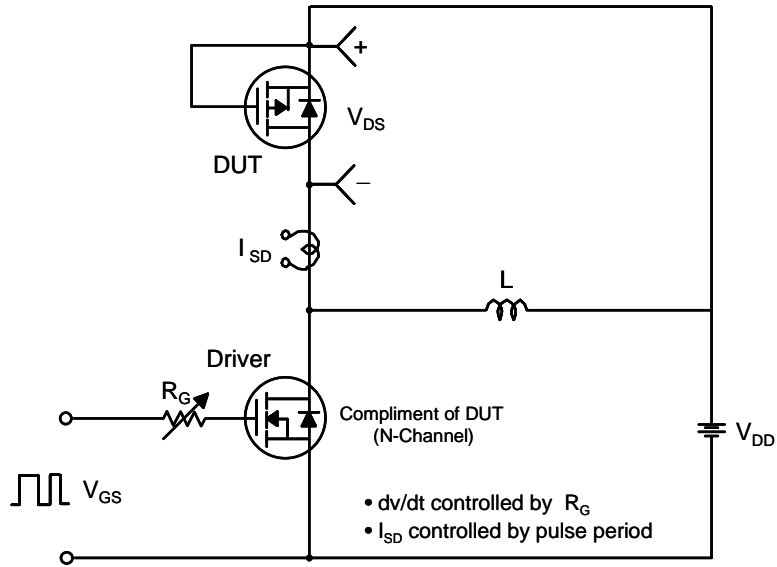 +
V_DS
DUT
−
I_SD
L
Driver
R_G
Compliment of DUT
(N-Channel)
V_DD
V_GS
• dv/dt controlled by R_G
• I_SD controlled by pulse period